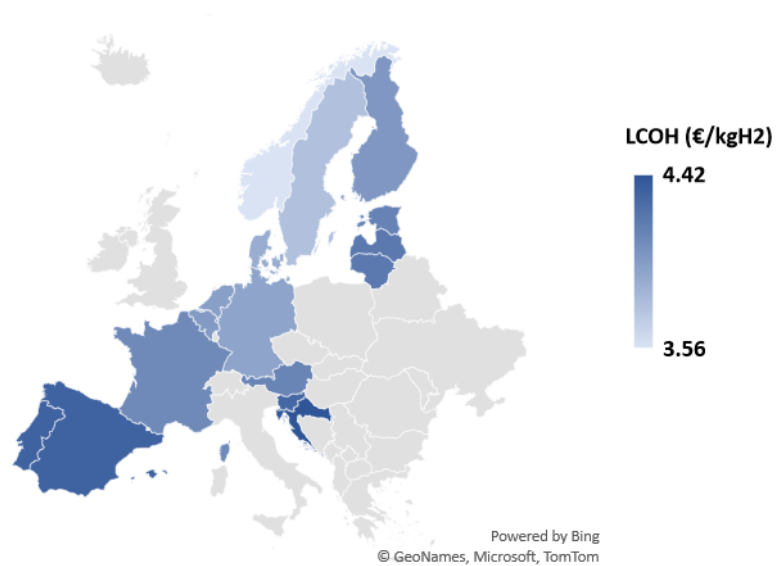 LCOH (€/kgH2)
4.42
3.56
Powered by Bing
© GeoNames, Microsoft, TomTom